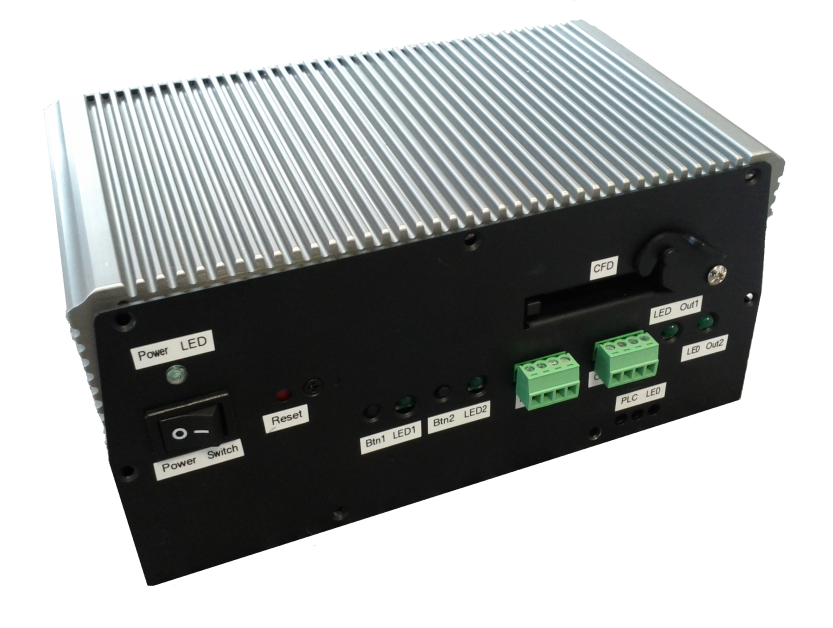 CFD
LED Out1
Power LED
LED Out2
PLC LED
Reset
Btn1 LED1
Btn2 LED2
Power Switch